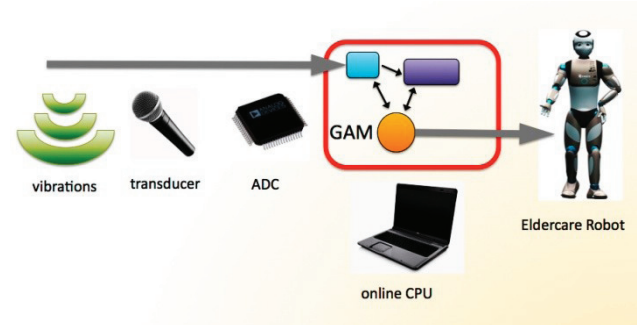 GAM
vibrations
transducer
ADC
Eldercare Robot
online CPU